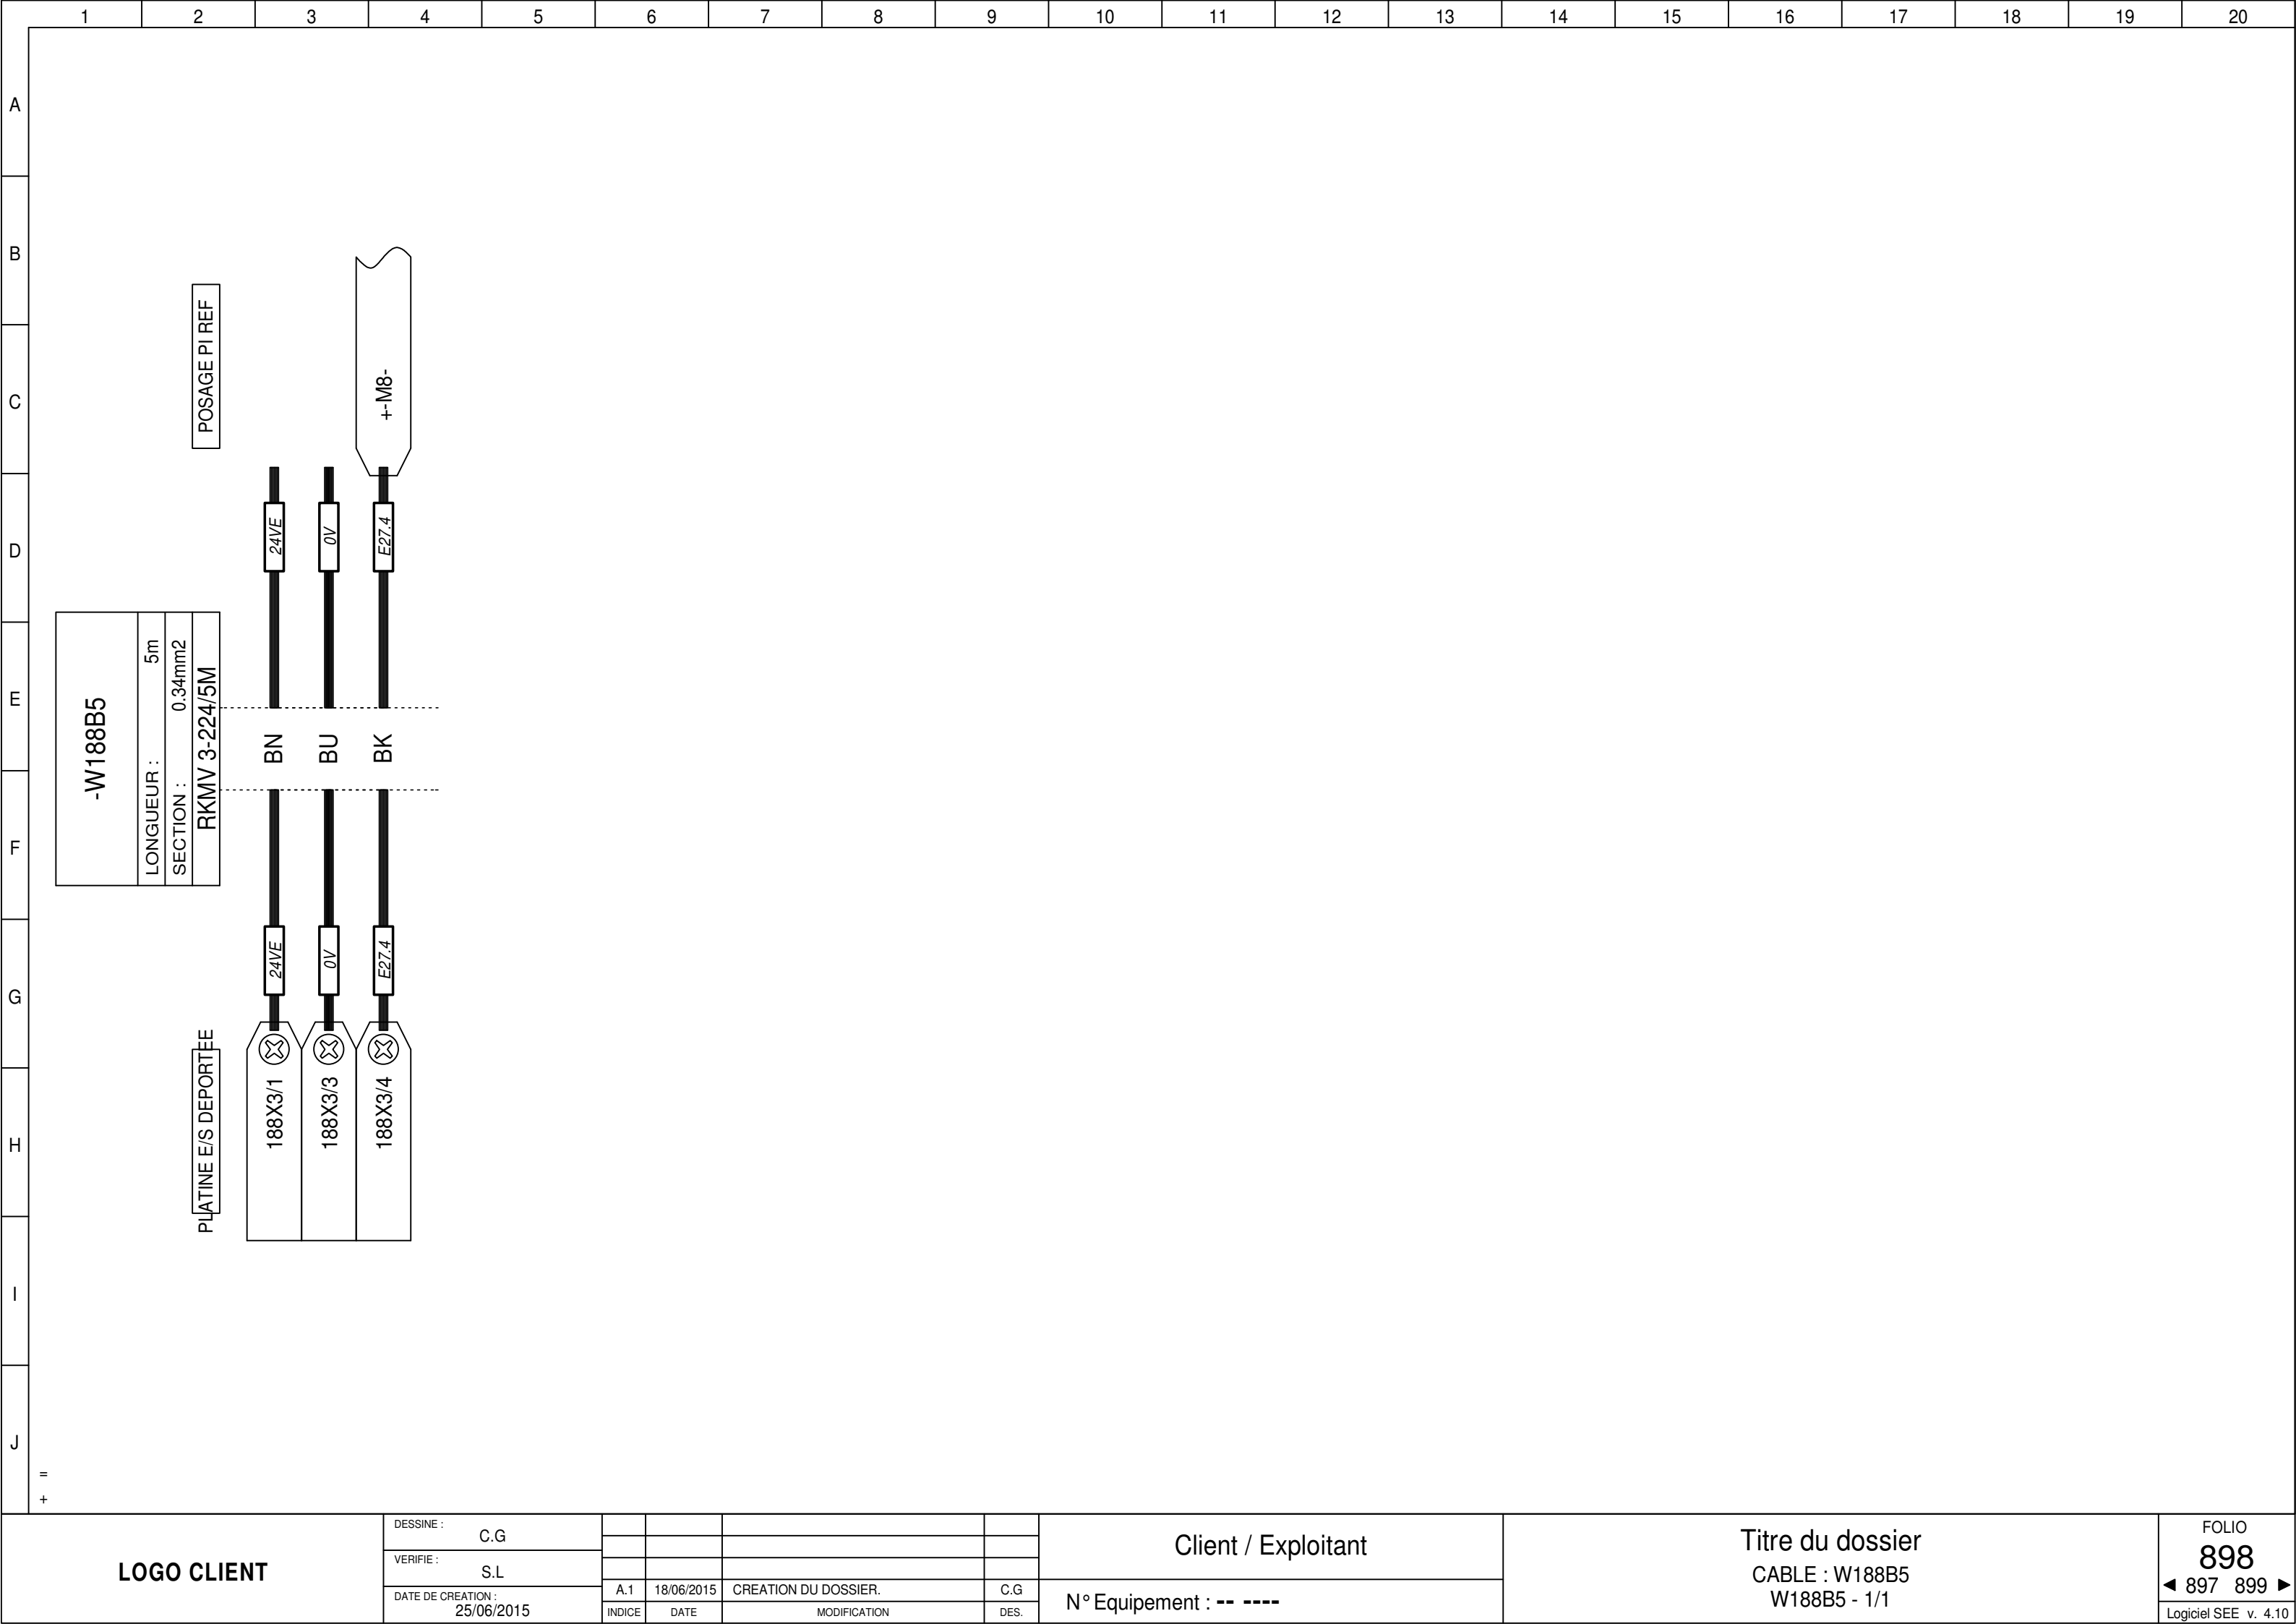 1 2 3 4 5 6 7 8 9 10 11 12 13 14 15 16 17 18 19 20
A
B
C
D
E
F
G
H
I
J
POSAGE PI REF
+-M8-
24VE
0V
E27.4
-W188B5
LONGUEUR : 5m
SECTION : 0.34mm2
RKMV 3-224/5M
BN
BU
BK
24VE
0V
E27.4
PLATINE E/S DEPORTEE
188X3/1
188X3/3
188X3/4
=
+
LOGO CLIENT
DESSINE :
C.G
VERIFIE :
S.L
DATE DE CREATION :
25/06/2015
A.1 18/06/2015 CREATION DU DOSSIER. C.G
INDICE DATE MODIFICATION DES.
Client / Exploitant
N° Equipement : -- ----
Titre du dossier
CABLE : W188B5
W188B5 - 1/1
FOLIO
898
◄ 897 899 ►
Logiciel SEE v. 4.10